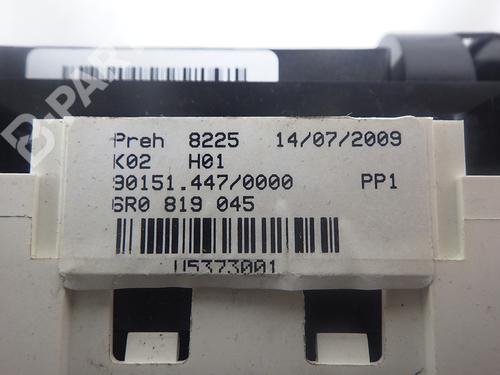 Preh 8225 14/07/2009
K02 H01
90151.447/0000 PP1
6R0 819 045
U5373001